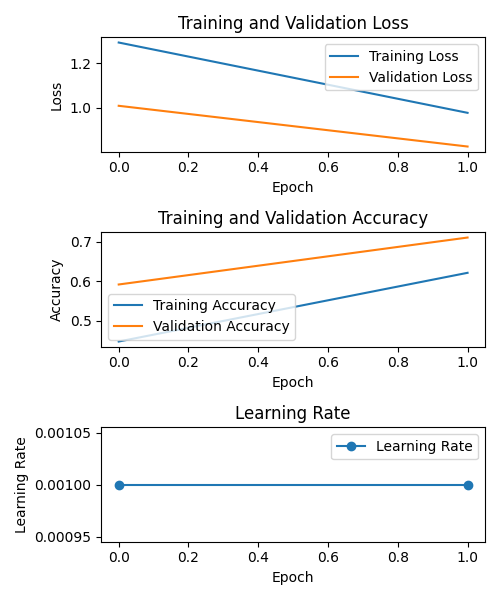 Training and Validation Loss
Training Loss
Validation Loss
1.2
1.0
Loss
0.0 0.2 0.4 0.6 0.8 1.0
Epoch
Training and Validation Accuracy
0.7
0.6
0.5
Accuracy
Training Accuracy
Validation Accuracy
0.0 0.2 0.4 0.6 0.8 1.0
Epoch
Learning Rate
Learning Rate
0.00105
0.00100
0.00095
Learning Rate
0.0 0.2 0.4 0.6 0.8 1.0
Epoch